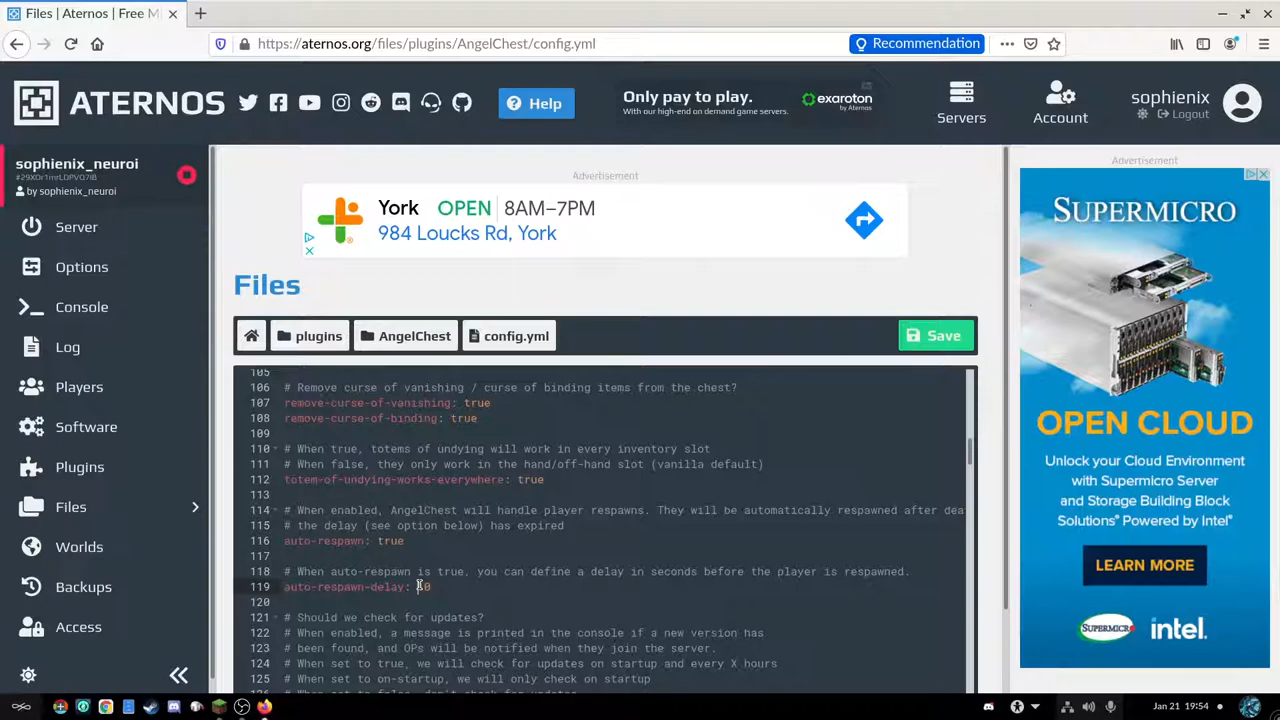 Files | Aternos | Free M
https://aternos.org/files/plugins/AngelChest/config.yml
Recommendation
ATERNOS
Help
Only pay to play.
With our high-end on demand game servers.
exaroton
by Aternos
Servers
Account
sophienix
Logout
sophienix_neuroi
by sophienix_neuroi
Server
Options
Console
Log
Players
Software
Plugins
Files
Worlds
Backups
Access
Advertisement
York OPEN 8AM–7PM
984 Loucks Rd, York
Files
plugins
AngelChest
config.yml
Save
105
106 # Remove curse of vanishing / curse of binding items from the chest?
107 remove-curse-of-vanishing: true
108 remove-curse-of-binding: true
109
110 # When true, totems of undying will work in every inventory slot
111 # When false, they only work in the hand/off-hand slot (vanilla default)
112 totem-of-undying-works-everywhere: true
113
114 # When enabled, AngelChest will handle player respawns. They will be automatically respawned after dea
115 # the delay (see option below) has expired
116 auto-respawn: true
117
118 # When auto-respawn is true, you can define a delay in seconds before the player is respawned.
119 auto-respawn-delay:
120
121 # Should we check for updates?
122 # When enabled, a message is printed in the console if a new version has
123 # been found, and OPs will be notified when they join the server.
124 # When set to true, we will check for updates on startup and every X hours
125 # When set to on-startup, we will only check on startup
Advertisement
SUPERMICRO
OPEN CLOUD
Unlock your Cloud Environment
with Supermicro Server
and Storage Building Block
Solutions® Powered by Intel®
LEARN MORE
SUPERMICRO
intel.
Jan 21 19:54